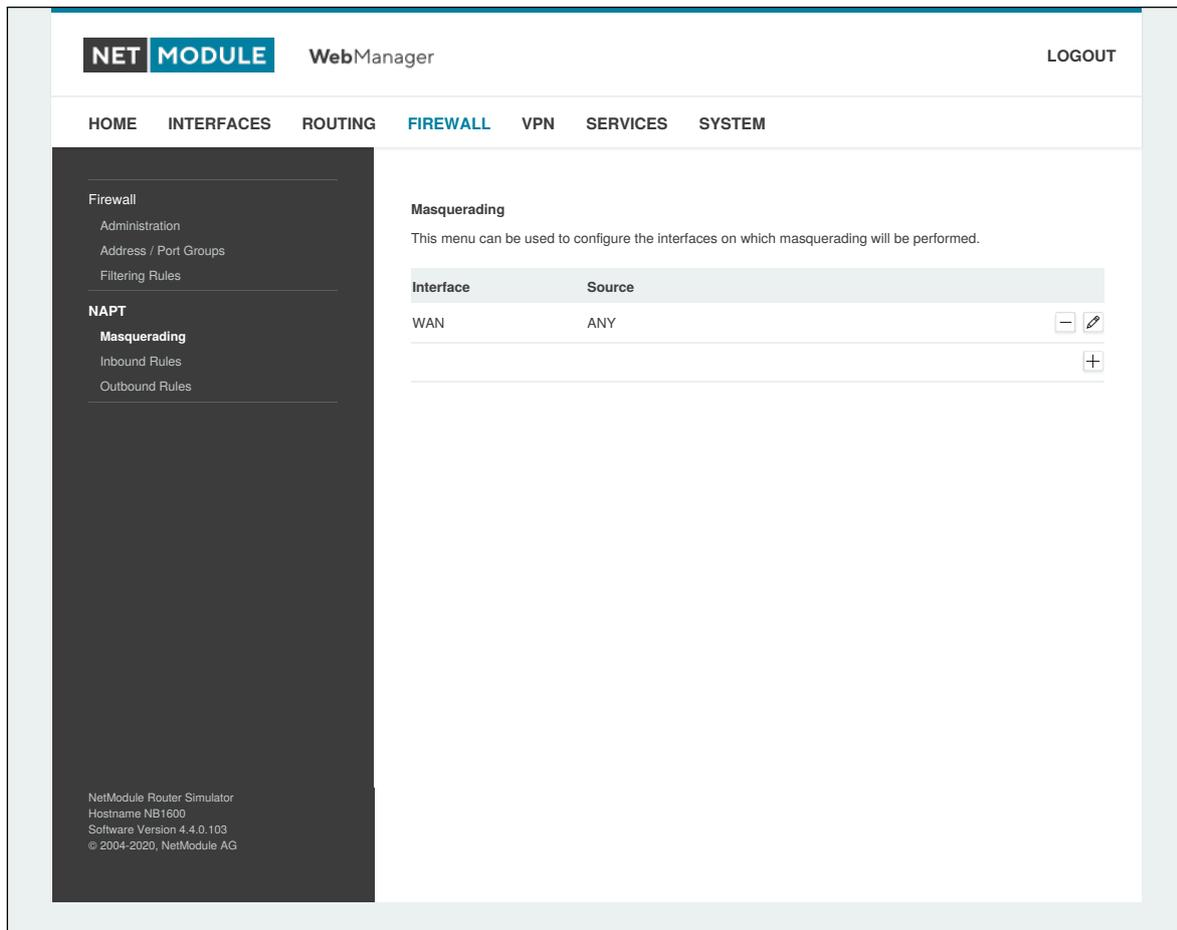 NET MODULE WebManager LOGOUT
HOME INTERFACES ROUTING FIREWALL VPN SERVICES SYSTEM
Firewall
Administration
Address / Port Groups
Filtering Rules
NAPT
Masquerading
Inbound Rules
Outbound Rules
Masquerading
This menu can be used to configure the interfaces on which masquerading will be performed.
Interface Source
WAN ANY
NetModule Router Simulator
Hostname NB1600
Software Version 4.4.0.103
© 2004-2020, NetModule AG